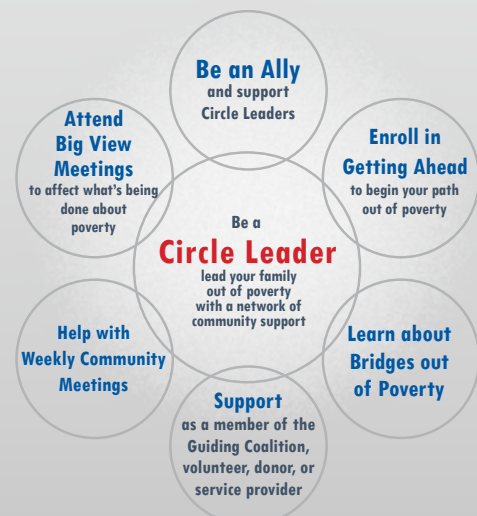 Be an Ally
and support
Circle Leaders
Attend
Big View
Meetings
to affect what's being
done about
poverty
Enroll in
Getting Ahead
to begin your path
out of poverty
Be a
Circle Leader
lead your family
out of poverty
with a network of
community support
Help with
Weekly Community
Meetings
Learn about
Bridges out
of Poverty
Support
as a member of the
Guiding Coalition,
volunteer, donor, or
service provider